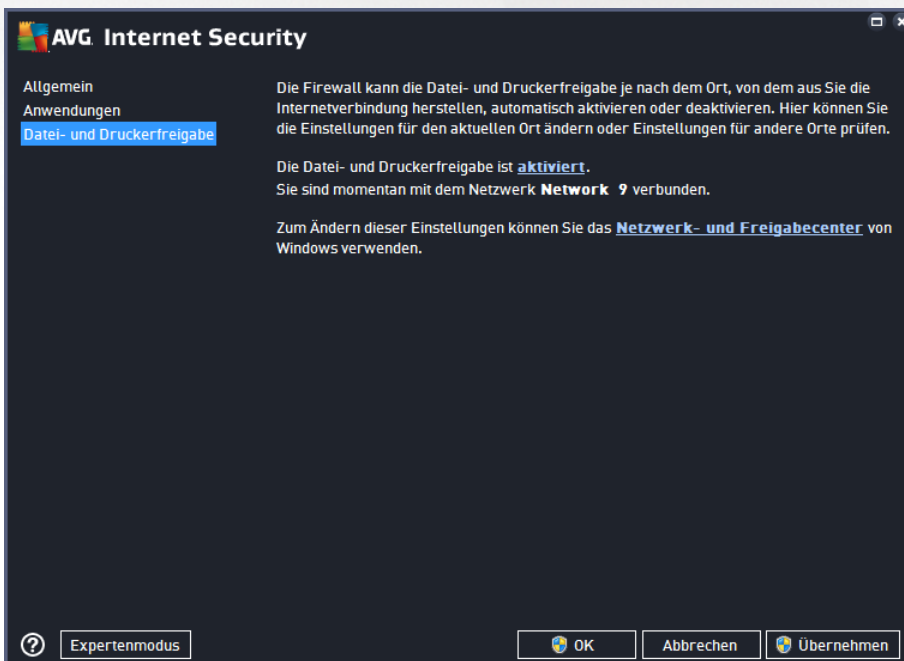 AVG Internet Security
Allgemein
Anwendungen
Datei- und Druckerfreigabe
Die Firewall kann die Datei- und Druckerfreigabe je nach dem Ort, von dem aus Sie die
Internetverbindung herstellen, automatisch aktivieren oder deaktivieren. Hier können Sie
die Einstellungen für den aktuellen Ort ändern oder Einstellungen für andere Orte prüfen.
Die Datei- und Druckerfreigabe ist aktiviert.
Sie sind momentan mit dem Netzwerk Network 9 verbunden.
Zum Ändern dieser Einstellungen können Sie das Netzwerk- und Freigabecenter von
Windows verwenden.
? Expertenmodus OK Abbrechen Übernehmen